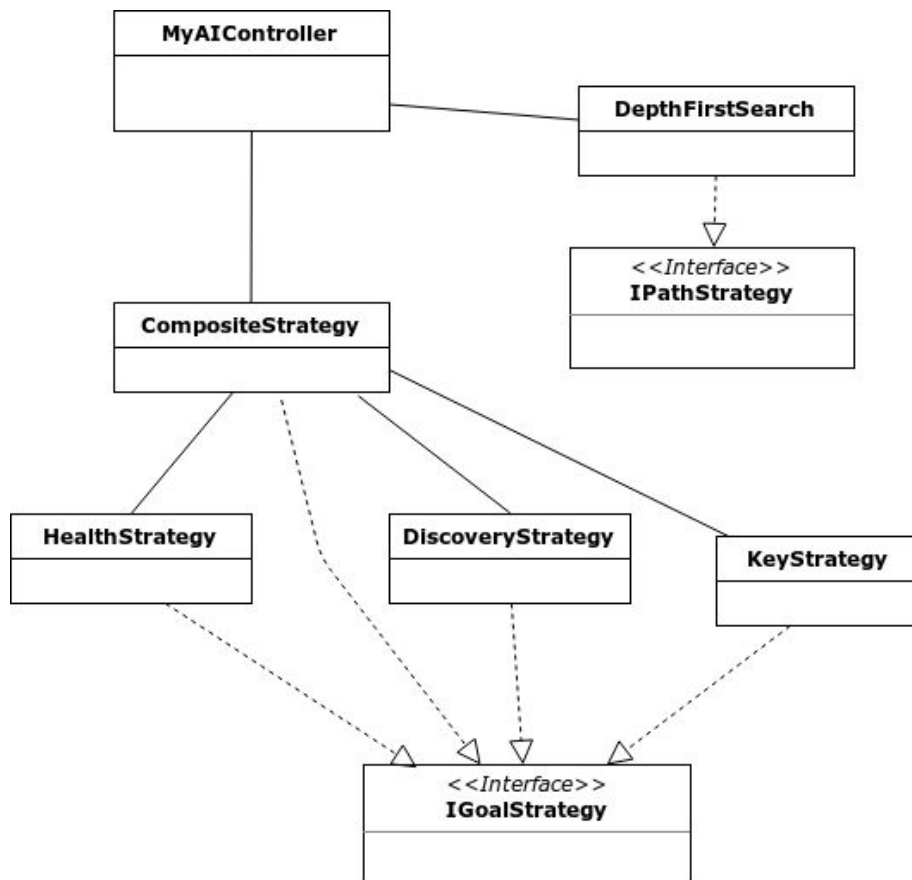 MyAIController
DepthFirstSearch
<<Interface>>
IPathStrategy
CompositeStrategy
HealthStrategy
DiscoveryStrategy
KeyStrategy
<<Interface>>
IGoalStrategy